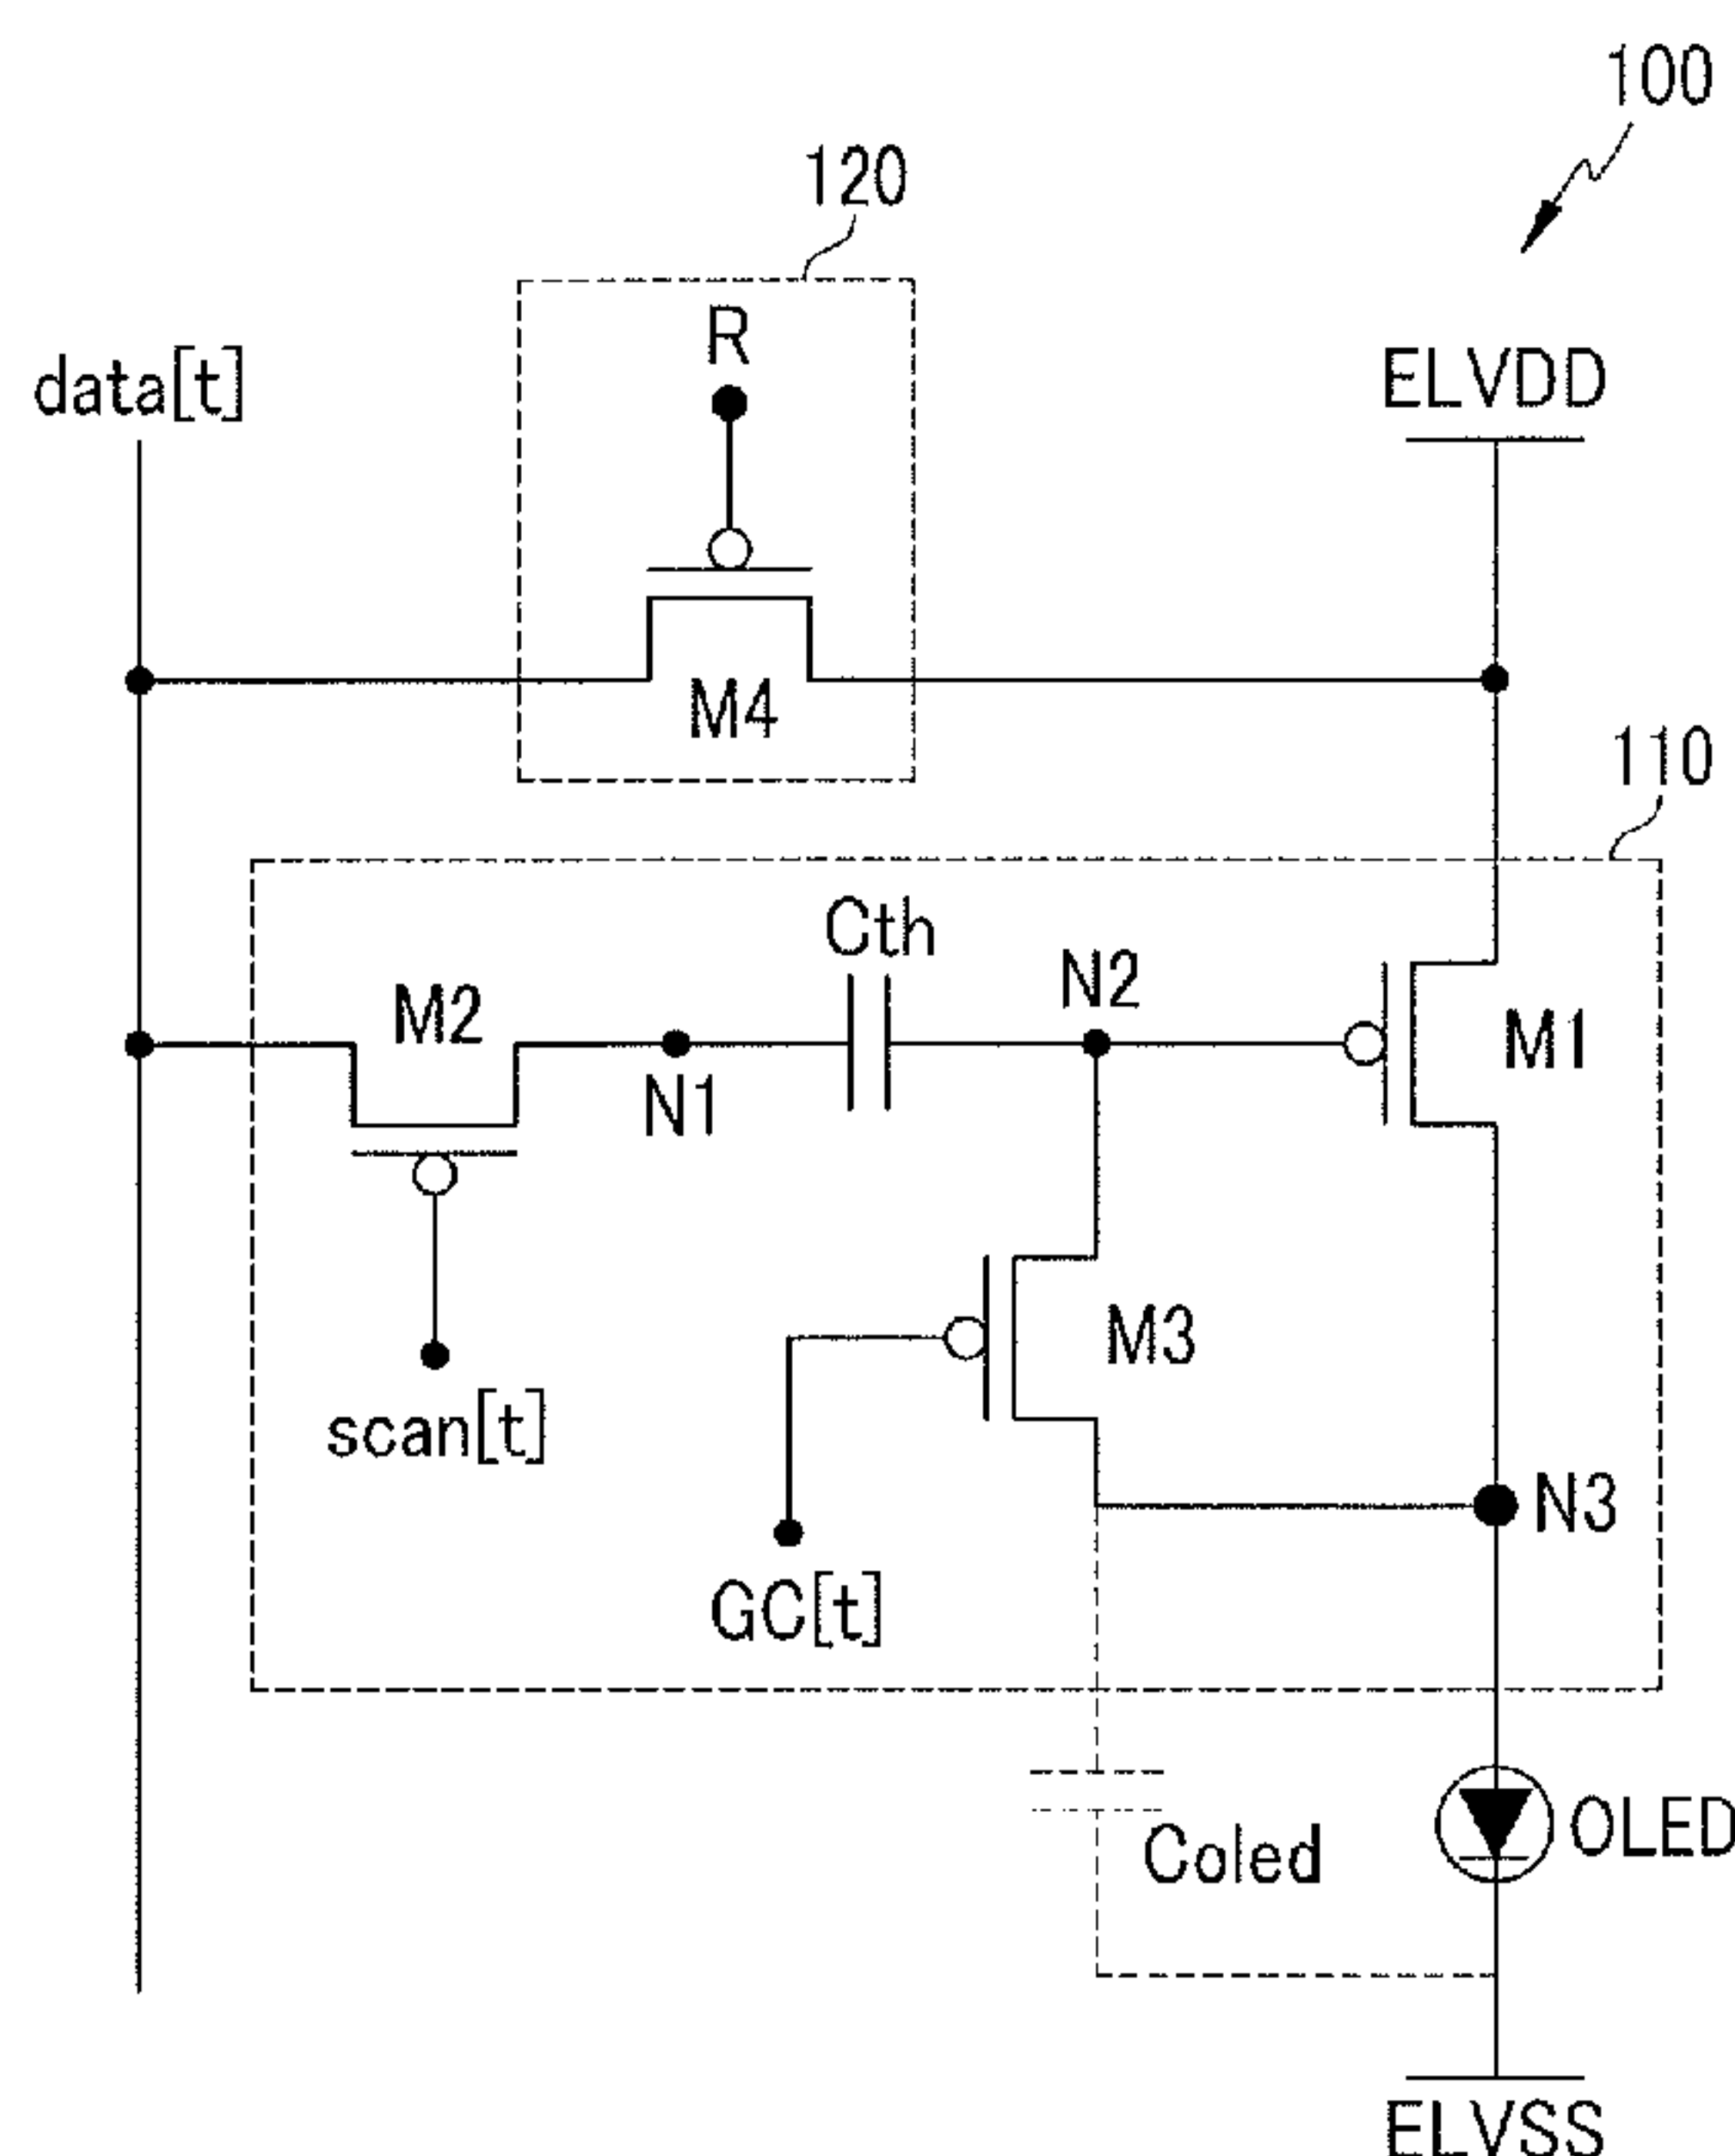 100
120
R
data[t]
ELVDD
M4
110
Cth
M2
N2
M1
N1
M3
scan[t]
N3
GC[t]
OLED
Coled
ELVSS